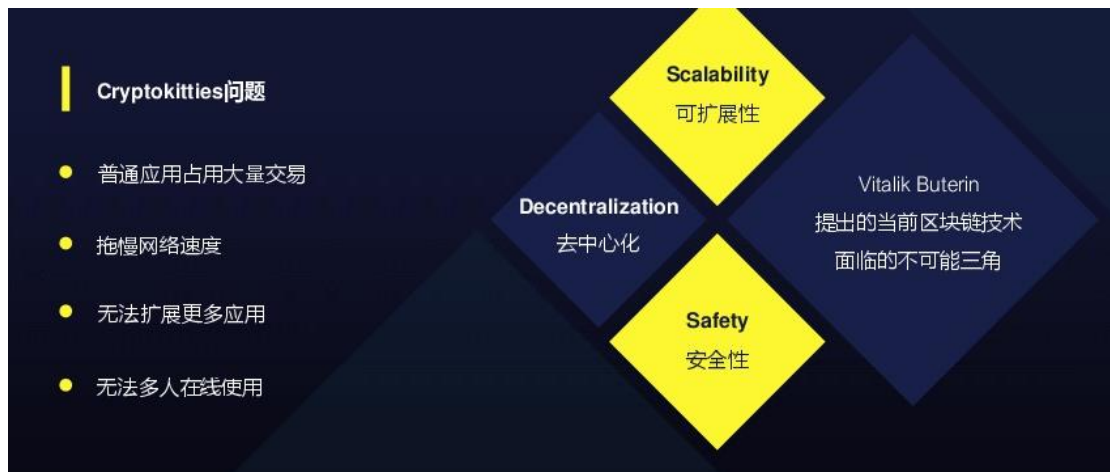 Cryptokitties问题
普通应用占用大量交易
拖慢网络速度
无法扩展更多应用
无法多人在线使用
Scalability
可扩展性
Decentralization
去中心化
Safety
安全性
Vitalik Buterin
提出的当前区块链技术
面临的不可能三角